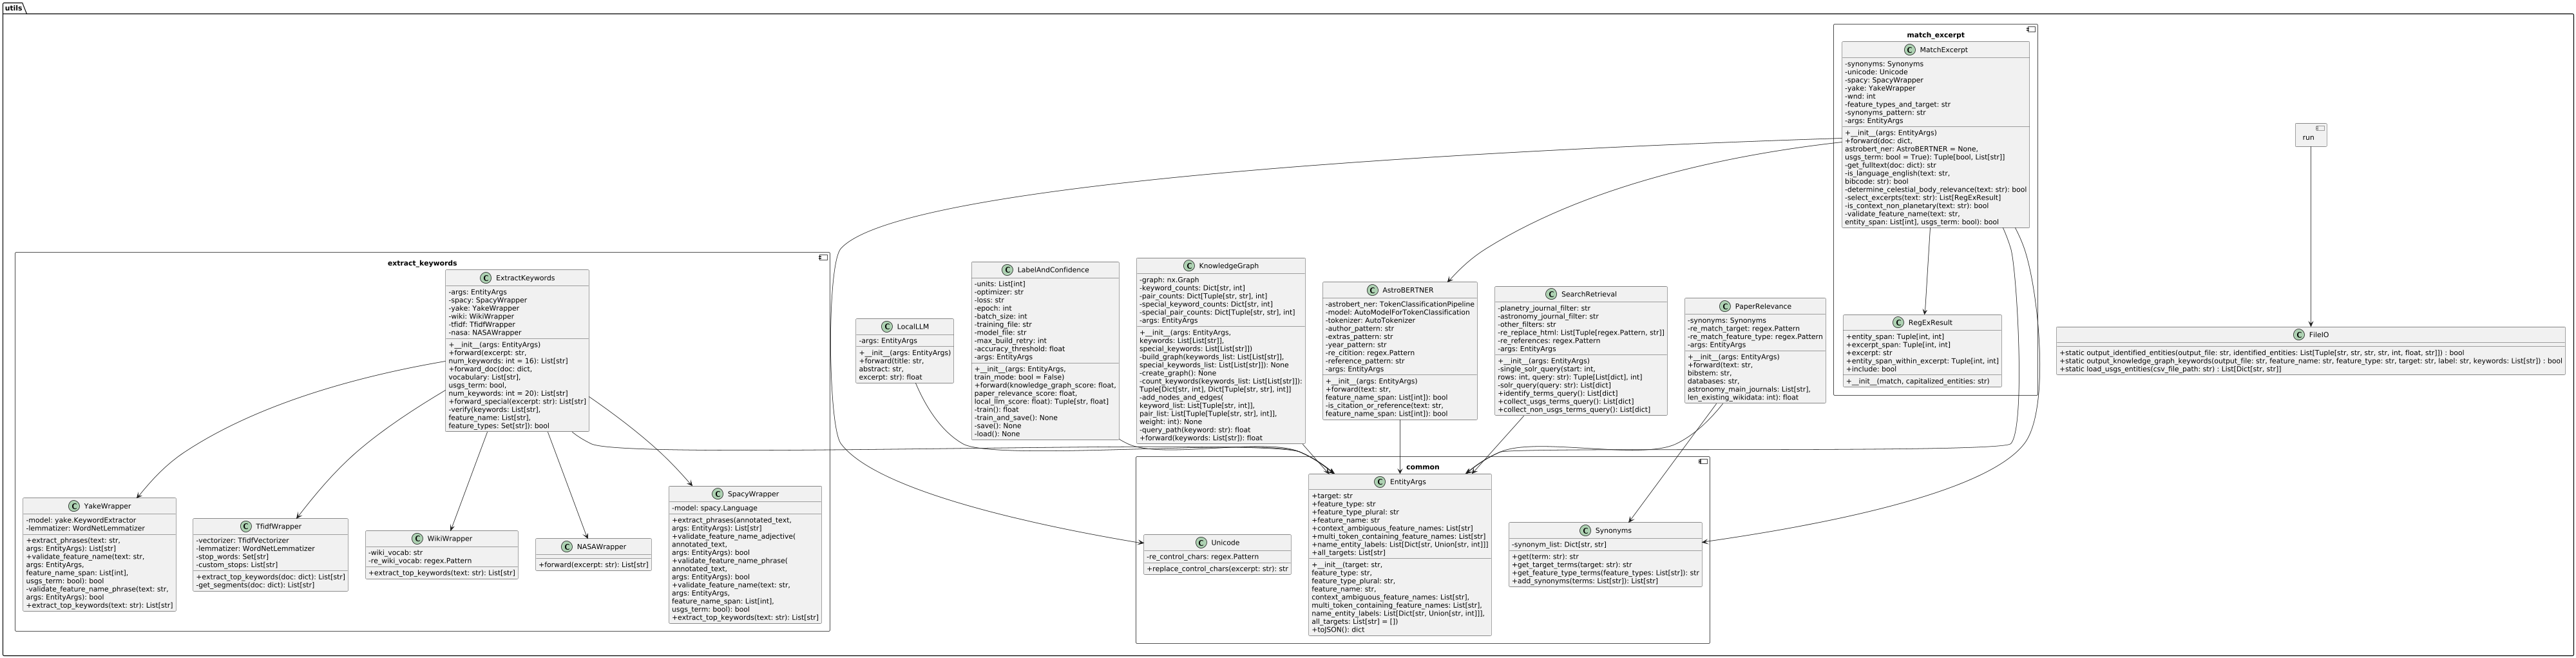 utils
match_excerpt
C MatchExcerpt
-synonyms: Synonyms
-unicode: Unicode
-spacy: SpacyWrapper
-yake: YakeWrapper
-wnd: int
-feature_types_and_target: str
-synonyms_pattern: str
-args: EntityArgs
+__init__(args: EntityArgs)
+forward(doc: dict,
astrobert_ner: AstroBERTNER = None,
usgs_term: bool = True): Tuple[bool, List[str]]
-get_fulltext(doc: dict): str
-is_language_english(text: str,
bibcode: str): bool
-determine_celestial_body_relevance(text: str): bool
-select_excerpts(text: str): List[RegExResult]
-is_context_non_planetary(text: str): bool
-validate_feature_name(text: str,
entity_span: List[int], usgs_term: bool): bool
run
extract_keywords
C ExtractKeywords
-args: EntityArgs
-spacy: SpacyWrapper
-yake: YakeWrapper
-wiki: WikiWrapper
-tfidf: TfidfWrapper
-nasa: NASAWrapper
+__init__(args: EntityArgs)
+forward(excerpt: str,
num_keywords: int = 16): List[str]
+forward_doc(doc: dict,
vocabulary: List[str],
usgs_term: bool,
num_keywords: int = 20): List[str]
+forward_special(excerpt: str): List[str]
-verify(keywords: List[str],
feature_name: List[str],
feature_types: Set[str]): bool
C LocalLLM
-args: EntityArgs
+__init__(args: EntityArgs)
+forward(title: str,
abstract: str,
excerpt: str): float
C LabelAndConfidence
-units: List[int]
-optimizer: str
-loss: str
-epoch: int
-batch_size: int
-training_file: str
-model_file: str
-max_build_retry: int
-accuracy_threshold: float
-args: EntityArgs
+__init__(args: EntityArgs,
train_mode: bool = False)
+forward(knowledge_graph_score: float,
paper_relevance_score: float,
local_llm_score: float): Tuple[str, float]
-train(): float
-train_and_save(): None
-save(): None
-load(): None
C KnowledgeGraph
-graph: nx.Graph
-keyword_counts: Dict[str, int]
-pair_counts: Dict[Tuple[str, str], int]
-special_keyword_counts: Dict[str, int]
-special_pair_counts: Dict[Tuple[str, str], int]
-args: EntityArgs
+__init__(args: EntityArgs,
keywords: List[List[str]],
special_keywords: List[List[str]])
-build_graph(keywords_list: List[List[str]],
special_keywords_list: List[List[str]]): None
-create_graph(): None
-count_keywords(keywords_list: List[List[str]]):
Tuple[Dict[str, int], Dict[Tuple[str, str], int]]
-add_nodes_and_edges(
keyword_list: List[Tuple[str, int]],
pair_list: List[Tuple[Tuple[str, str], int]],
weight: int): None
-query_path(keyword: str): float
+forward(keywords: List[str]): float
C AstroBERTNER
-astrobert_ner: TokenClassificationPipeline
-model: AutoModelForTokenClassification
-tokenizer: AutoTokenizer
-author_pattern: str
-extras_pattern: str
-year_pattern: str
-re_citition: regex.Pattern
-reference_pattern: str
-args: EntityArgs
+__init__(args: EntityArgs)
+forward(text: str,
feature_name_span: List[int]): bool
-is_citation_or_reference(text: str,
feature_name_span: List[int]): bool
C SearchRetrieval
-planetry_journal_filter: str
-astronomy_journal_filter: str
-other_filters: str
-re_replace_html: List[Tuple[regex.Pattern, str]]
-re_references: regex.Pattern
-args: EntityArgs
+__init__(args: EntityArgs)
-single_solr_query(start: int,
rows: int, query: str): Tuple[List[dict], int]
-solr_query(query: str): List[dict]
+identify_terms_query(): List[dict]
+collect_usgs_terms_query(): List[dict]
+collect_non_usgs_terms_query(): List[dict]
C PaperRelevance
-synonyms: Synonyms
-re_match_target: regex.Pattern
-re_match_feature_type: regex.Pattern
-args: EntityArgs
+__init__(args: EntityArgs)
+forward(text: str,
bibstem: str,
databases: str,
astronomy_main_journals: List[str],
len_existing_wikidata: int): float
C RegExResult
+entity_span: Tuple[int, int]
+excerpt_span: Tuple[int, int]
+excerpt: str
+entity_span_within_excerpt: Tuple[int, int]
+include: bool
+__init__(match, capitalized_entities: str)
C FileIO
+static output_identified_entities(output_file: str, identified_entities: List[Tuple[str, str, str, str, int, float, str]]) : bool
+static output_knowledge_graph_keywords(output_file: str, feature_name: str, feature_type: str, target: str, label: str, keywords: List[str]) : bool
+static load_usgs_entities(csv_file_path: str) : List[Dict[str, str]]
C YakeWrapper
-model: yake.KeywordExtractor
-lemmatizer: WordNetLemmatizer
+extract_phrases(text: str,
args: EntityArgs): List[str]
+validate_feature_name(text: str,
args: EntityArgs,
feature_name_span: List[int],
usgs_term: bool): bool
-validate_feature_name_phrase(text: str,
args: EntityArgs): bool
+extract_top_keywords(text: str): List[str]
C TfidfWrapper
-vectorizer: TfidfVectorizer
-lemmatizer: WordNetLemmatizer
-stop_words: Set[str]
-custom_stops: List[str]
+extract_top_keywords(doc: dict): List[str]
-get_segments(doc: dict): List[str]
C WikiWrapper
-wiki_vocab: str
-re_wiki_vocab: regex.Pattern
+extract_top_keywords(text: str): List[str]
C NASAWrapper
+forward(excerpt: str): List[str]
C SpacyWrapper
-model: spacy.Language
+extract_phrases(annotated_text,
args: EntityArgs): List[str]
+validate_feature_name_adjective(
annotated_text,
args: EntityArgs): bool
+validate_feature_name_phrase(
annotated_text,
args: EntityArgs): bool
+validate_feature_name(text: str,
args: EntityArgs,
feature_name_span: List[int],
usgs_term: bool): bool
+extract_top_keywords(text: str): List[str]
common
C Unicode
-re_control_chars: regex.Pattern
+replace_control_chars(excerpt: str): str
C EntityArgs
+target: str
+feature_type: str
+feature_type_plural: str
+feature_name: str
+context_ambiguous_feature_names: List[str]
+multi_token_containing_feature_names: List[str]
+name_entity_labels: List[Dict[str, Union[str, int]]]
+all_targets: List[str]
+__init__(target: str,
feature_type: str,
feature_type_plural: str,
feature_name: str,
context_ambiguous_feature_names: List[str],
multi_token_containing_feature_names: List[str],
name_entity_labels: List[Dict[str, Union[str, int]]],
all_targets: List[str] = [])
+toJSON(): dict
C Synonyms
-synonym_list: Dict[str, str]
+get(term: str): str
+get_target_terms(target: str): str
+get_feature_type_terms(feature_types: List[str]): str
+add_synonyms(terms: List[str]): List[str]